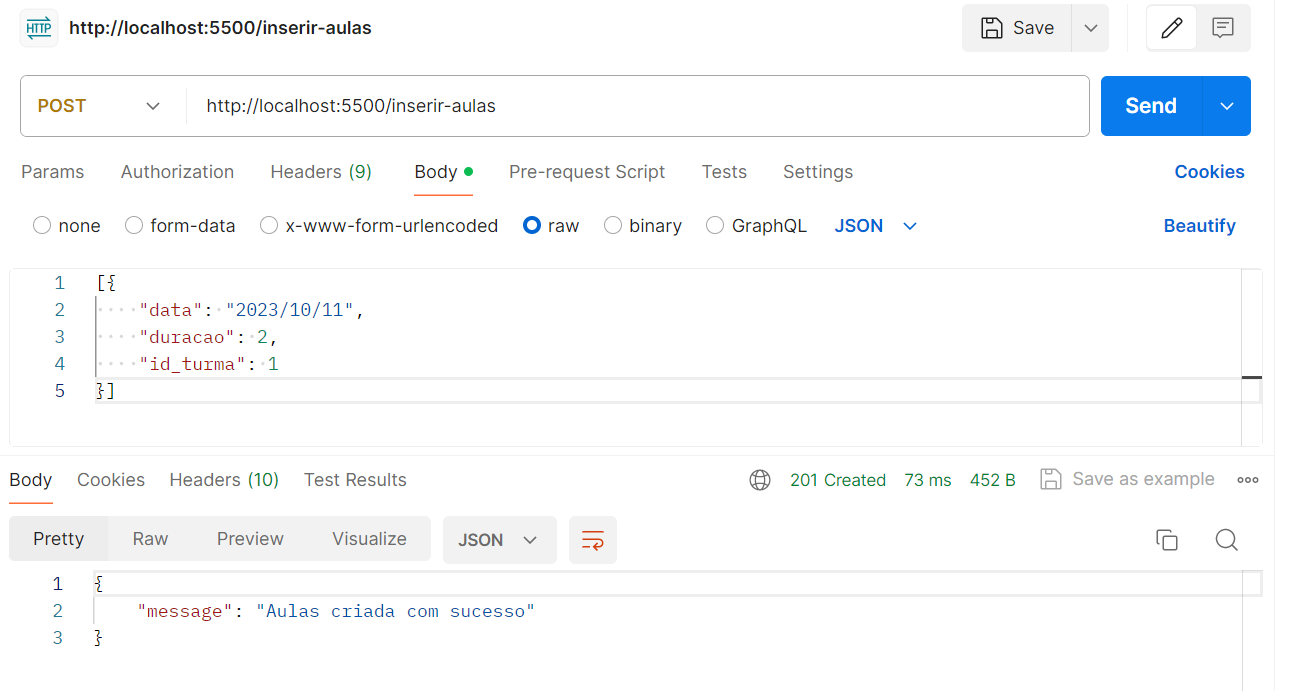 HTTP http://localhost:5500/inserir-aulas Save
POST http://localhost:5500/inserir-aulas Send
Params Authorization Headers (9) Body Pre-request Script Tests Settings Cookies
none form-data x-www-form-urlencoded raw binary GraphQL JSON Beautify
1 [{
2 "data": "2023/10/11",
3 "duracao": 2,
4 "id_turma": 1
5 }]
Body Cookies Headers (10) Test Results 201 Created 73 ms 452 B Save as example
Pretty Raw Preview Visualize JSON
1 {
2 "message": "Aulas criada com sucesso"
3 }